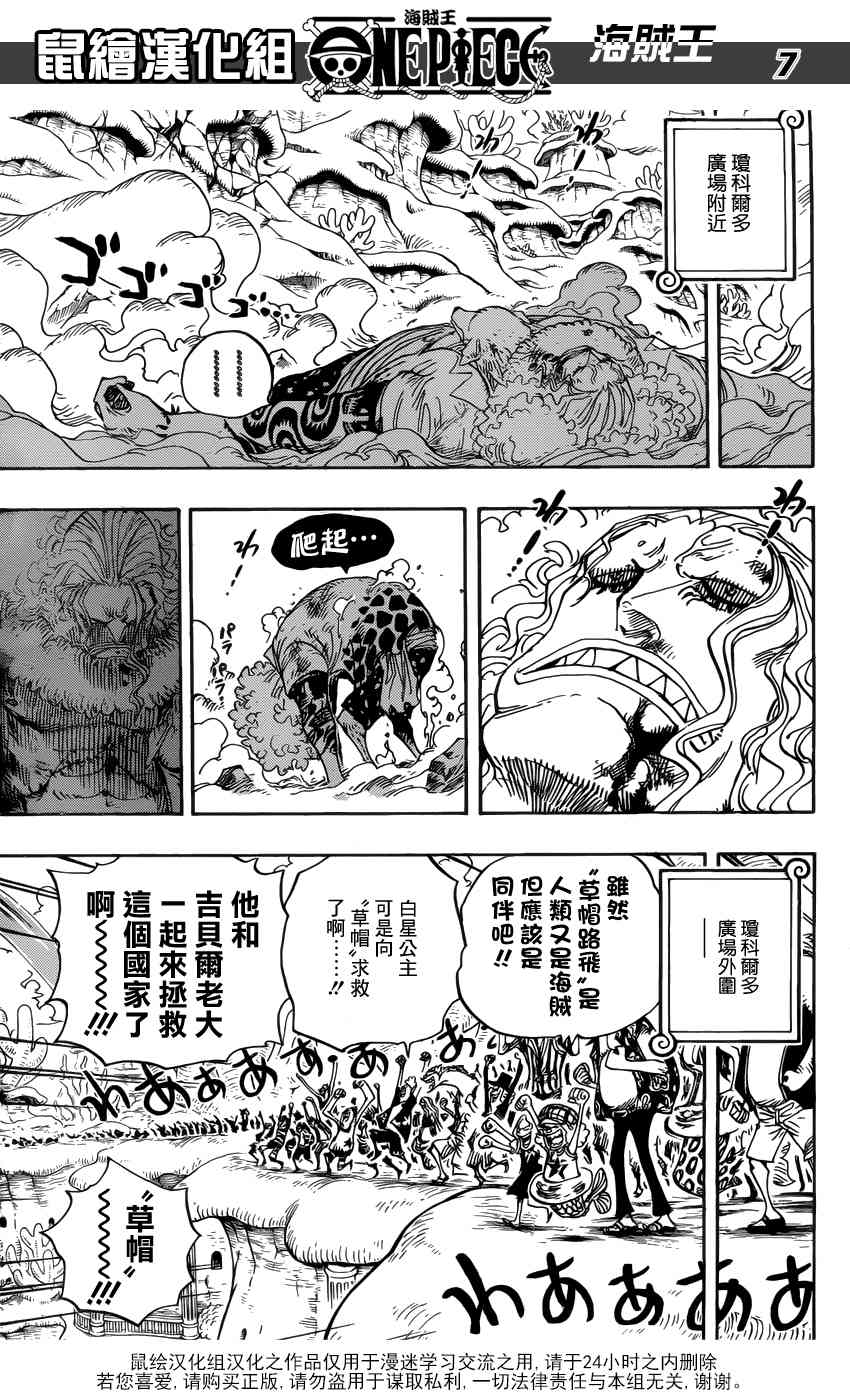 鼠繪漢化組
海賊王
ONE PIECE
海賊王
7
瓊科爾多
廣場附近
わ
わ
ゴ
ゴゴゴ
…………
わ
わ
爬起…
わ
パラ
パラ
瓊科爾多
廣場外圍
——
雖然
“草帽路飛”是
人類又是海賊
但應該是
同伴吧!!
白星公主
可是向
“草帽”求救
了啊……!!
他和
吉貝爾老大
一起來拯救
這個國家了
啊~~~!!!
わあぁぁぁあぁ
“草帽”
~~~!!!
わあぁぁぁ
鼠绘汉化组汉化之作品仅用于漫迷学习交流之用, 请于24小时之内删除
若您喜爱, 请购买正版, 请勿盗用于谋取私利, 一切法律责任与本组无关, 谢谢。